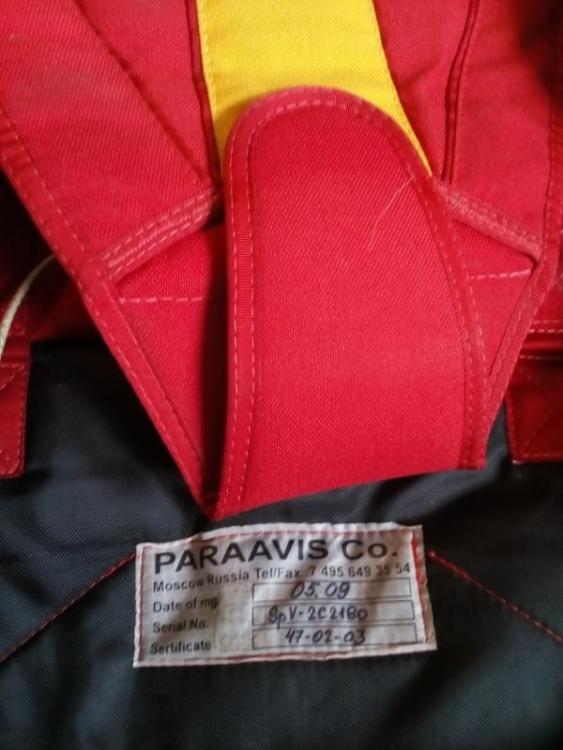 PARAAVIS Co.
Moscow Russia Tel/Fax 7 495 649 35 54
Date of mg. 05.09
Serial No. SpV-2C2180
Sertificate 47-02-03